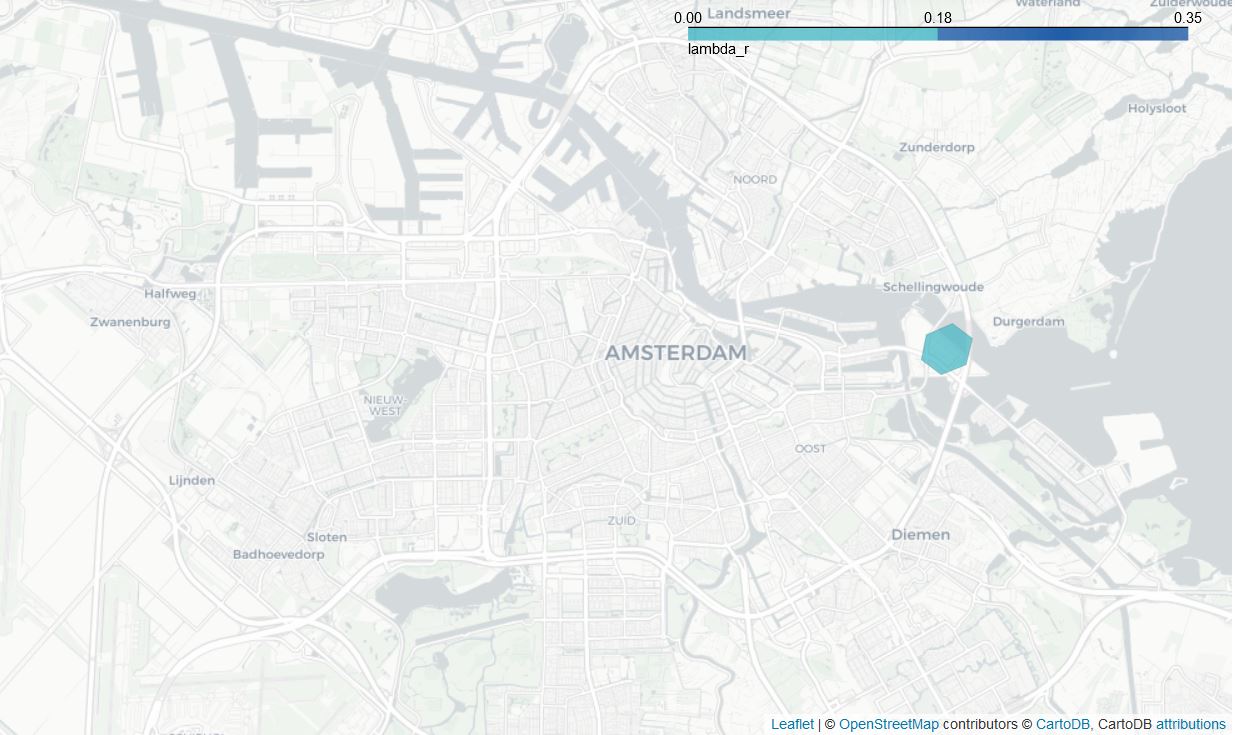 Waterland
Zuiderwoude
0.00 0.18 0.35
Landsmeer
lambda_r
Holysloot
Zunderdorp
NOORD
Schellingwoude
Halfweg
Zwanenburg
Durgerdam
AMSTERDAM
NIEUW-
WEST
OOST
Lijnden
ZUID
Diemen
Sloten
Badhoevedorp
Leaflet | © OpenStreetMap contributors © CartoDB, CartoDB attributions